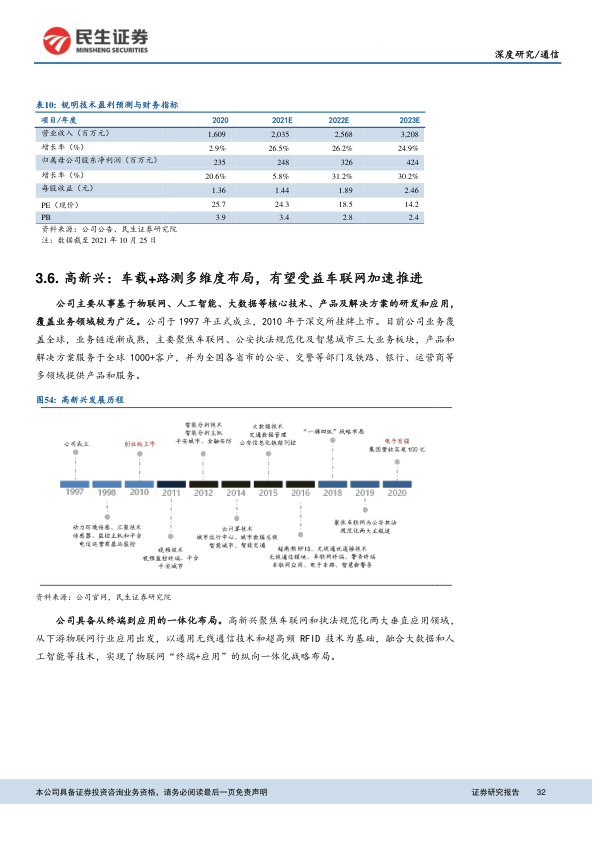 民生证券
MINSHENG SECURITIES
深度研究/通信
表10: 锐明技术盈利预测与财务指标
项目/年度 2020 2021E 2022E 2023E
营业收入（百万元） 1,609 2,035 2,568 3,208
增长率（%） 2.9% 26.5% 26.2% 24.9%
归属母公司股东净利润（百万元） 235 248 326 424
增长率（%） 20.6% 5.8% 31.2% 30.2%
每股收益（元） 1.36 1.44 1.89 2.46
PE（现价） 25.7 24.3 18.5 14.2
PB 3.9 3.4 2.8 2.4
资料来源：公司公告、民生证券研究院
注：数据截至 2021 年 10 月 25 日
3.6. 高新兴：车载+路测多维度布局，有望受益车联网加速推进
公司主要从事基于物联网、人工智能、大数据等核心技术、产品及解决方案的研发和应用，
覆盖业务领域较为广泛。公司于 1997 年正式成立，2010 年于深交所挂牌上市。目前公司业务覆
盖全球，业务链逐渐成熟，主要聚焦车联网、公安执法规范化及智慧城市三大业务板块，产品和
解决方案服务于全球 1000+客户，并为全国各省市的公安、交警等部门及铁路、银行、运营商等
多领域提供产品和服务。
图54: 高新兴发展历程
公司成立
创业板上市
智能分析技术
智能分析主机
平安城市、金融安防
大数据技术
交通数据管理
公安信息化铁路列控
“一横四纵”战略布局
电子百强
集团营收突破 100 亿
1997 1998 2010 2011 2012 2014 2015 2016 2018 2019 2020
动力环境传感、汇聚技术
传感器、监控主机和平台
电信运营商基站监控
视频技术
视频监控终端、平台
平安城市
云计算技术
城市运行中心、城市数据总线
智慧城市、智能交通
超高频 RFID、无线通讯连接技术
无线通信模块、车联网终端、警务终端
车联网应用、电子车牌、智慧新警务
聚焦车联网与公安执法
规范化两大主航道
资料来源：公司官网，民生证券研究院
公司具备从终端到应用的一体化布局。高新兴聚焦车联网和执法规范化两大垂直应用领域，
从下游物联网行业应用出发，以通用无线通信技术和超高频 RFID 技术为基础，融合大数据和人
工智能等技术，实现了物联网“终端+应用”的纵向一体化战略布局。
本公司具备证券投资咨询业务资格，请务必阅读最后一页免责声明 证券研究报告 32